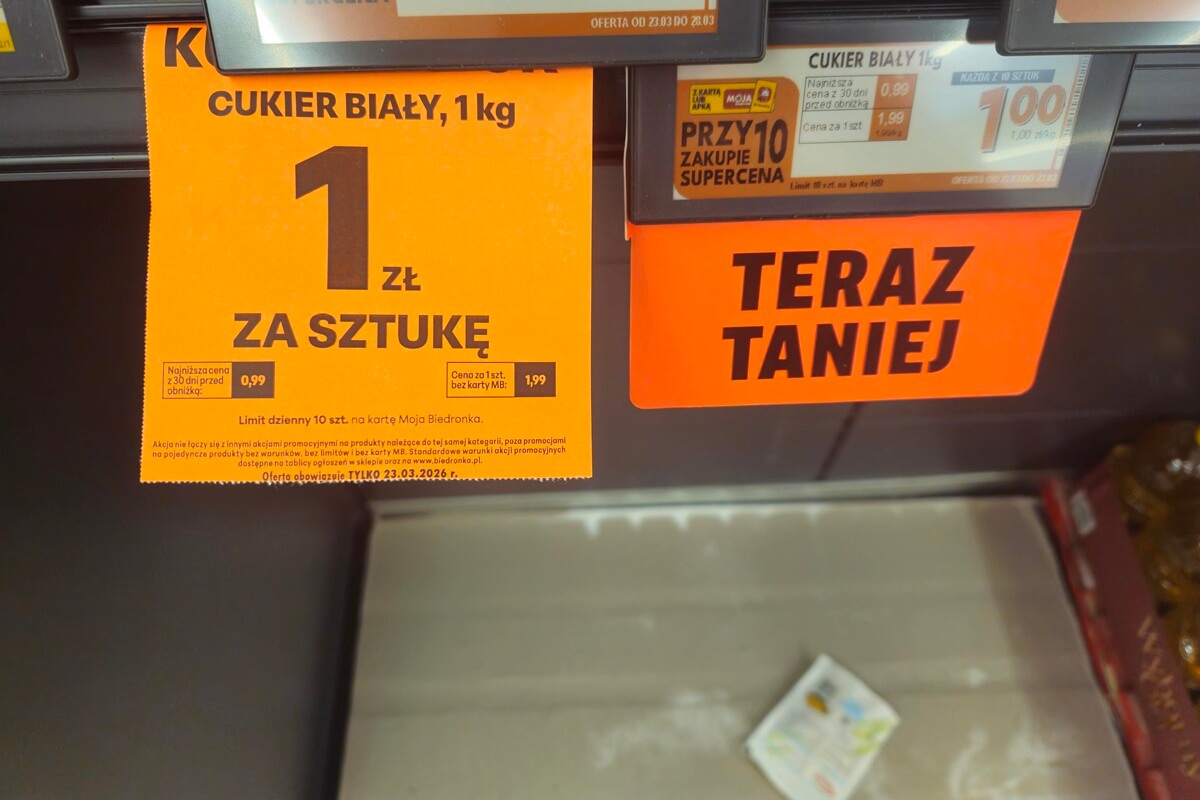 OFERTA OD 23.03 DO 28.03
CUKIER BIAŁY, 1 kg
1 ZŁ
ZA SZTUKĘ
Najniższa cena
z 30 dni przed
obniżką:
0,99
Cena za 1 szt.
bez karty MB:
1,99
Limit dzienny 10 szt. na kartę Moja Biedronka.
Akcja nie łączy się z innymi akcjami promocyjnymi na produkty należące do tej samej kategorii, poza promocjami
na pojedyncze produkty bez warunków, bez limitów i bez karty MB. Standardowe warunki akcji promocyjnych
dostępne na tablicy ogłoszeń w sklepie oraz na www.biedronka.pl.
Oferta obowiązuje TYLKO 23.03.2026 r.
CUKIER BIAŁY 1kg
Z KARTĄ
LUB
APKĄ
MOJA
PRZY 10
ZAKUPIE
SUPERCENA
Najniższa
cena z 30 dni
przed obniżką
0,99
Cena za 1 szt
1,99
KAŻDA Z 10 SZTUK
1 00
1,00 zł/kg
Limit 10 szt. na kartę MB
TERAZ
TANIEJ
Wyborny